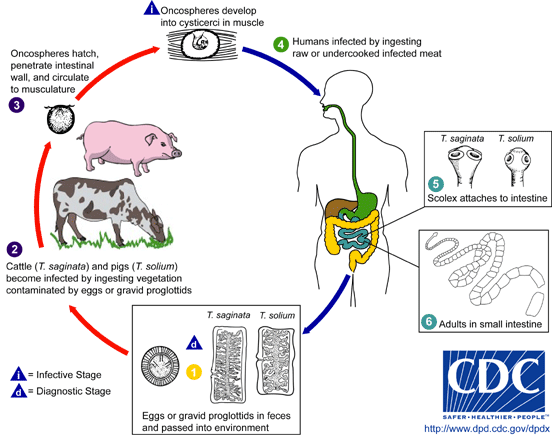 i
Oncospheres develop
into cysticerci in muscle
Oncospheres hatch,
penetrate intestinal
wall, and circulate
to musculature
3
4
Humans infected by ingesting
raw or undercooked infected meat
T. saginata
T. solium
5
Scolex attaches to intestine
2
Cattle (T. saginata) and pigs (T. solium)
become infected by ingesting vegetation
contaminated by eggs or gravid proglottids
6
Adults in small intestine
T. saginata
T. solium
d
1
Eggs or gravid proglottids in feces
and passed into environment
i = Infective Stage
d = Diagnostic Stage
CDC
SAFER • HEALTHIER • PEOPLE™
http://www.dpd.cdc.gov/dpdx